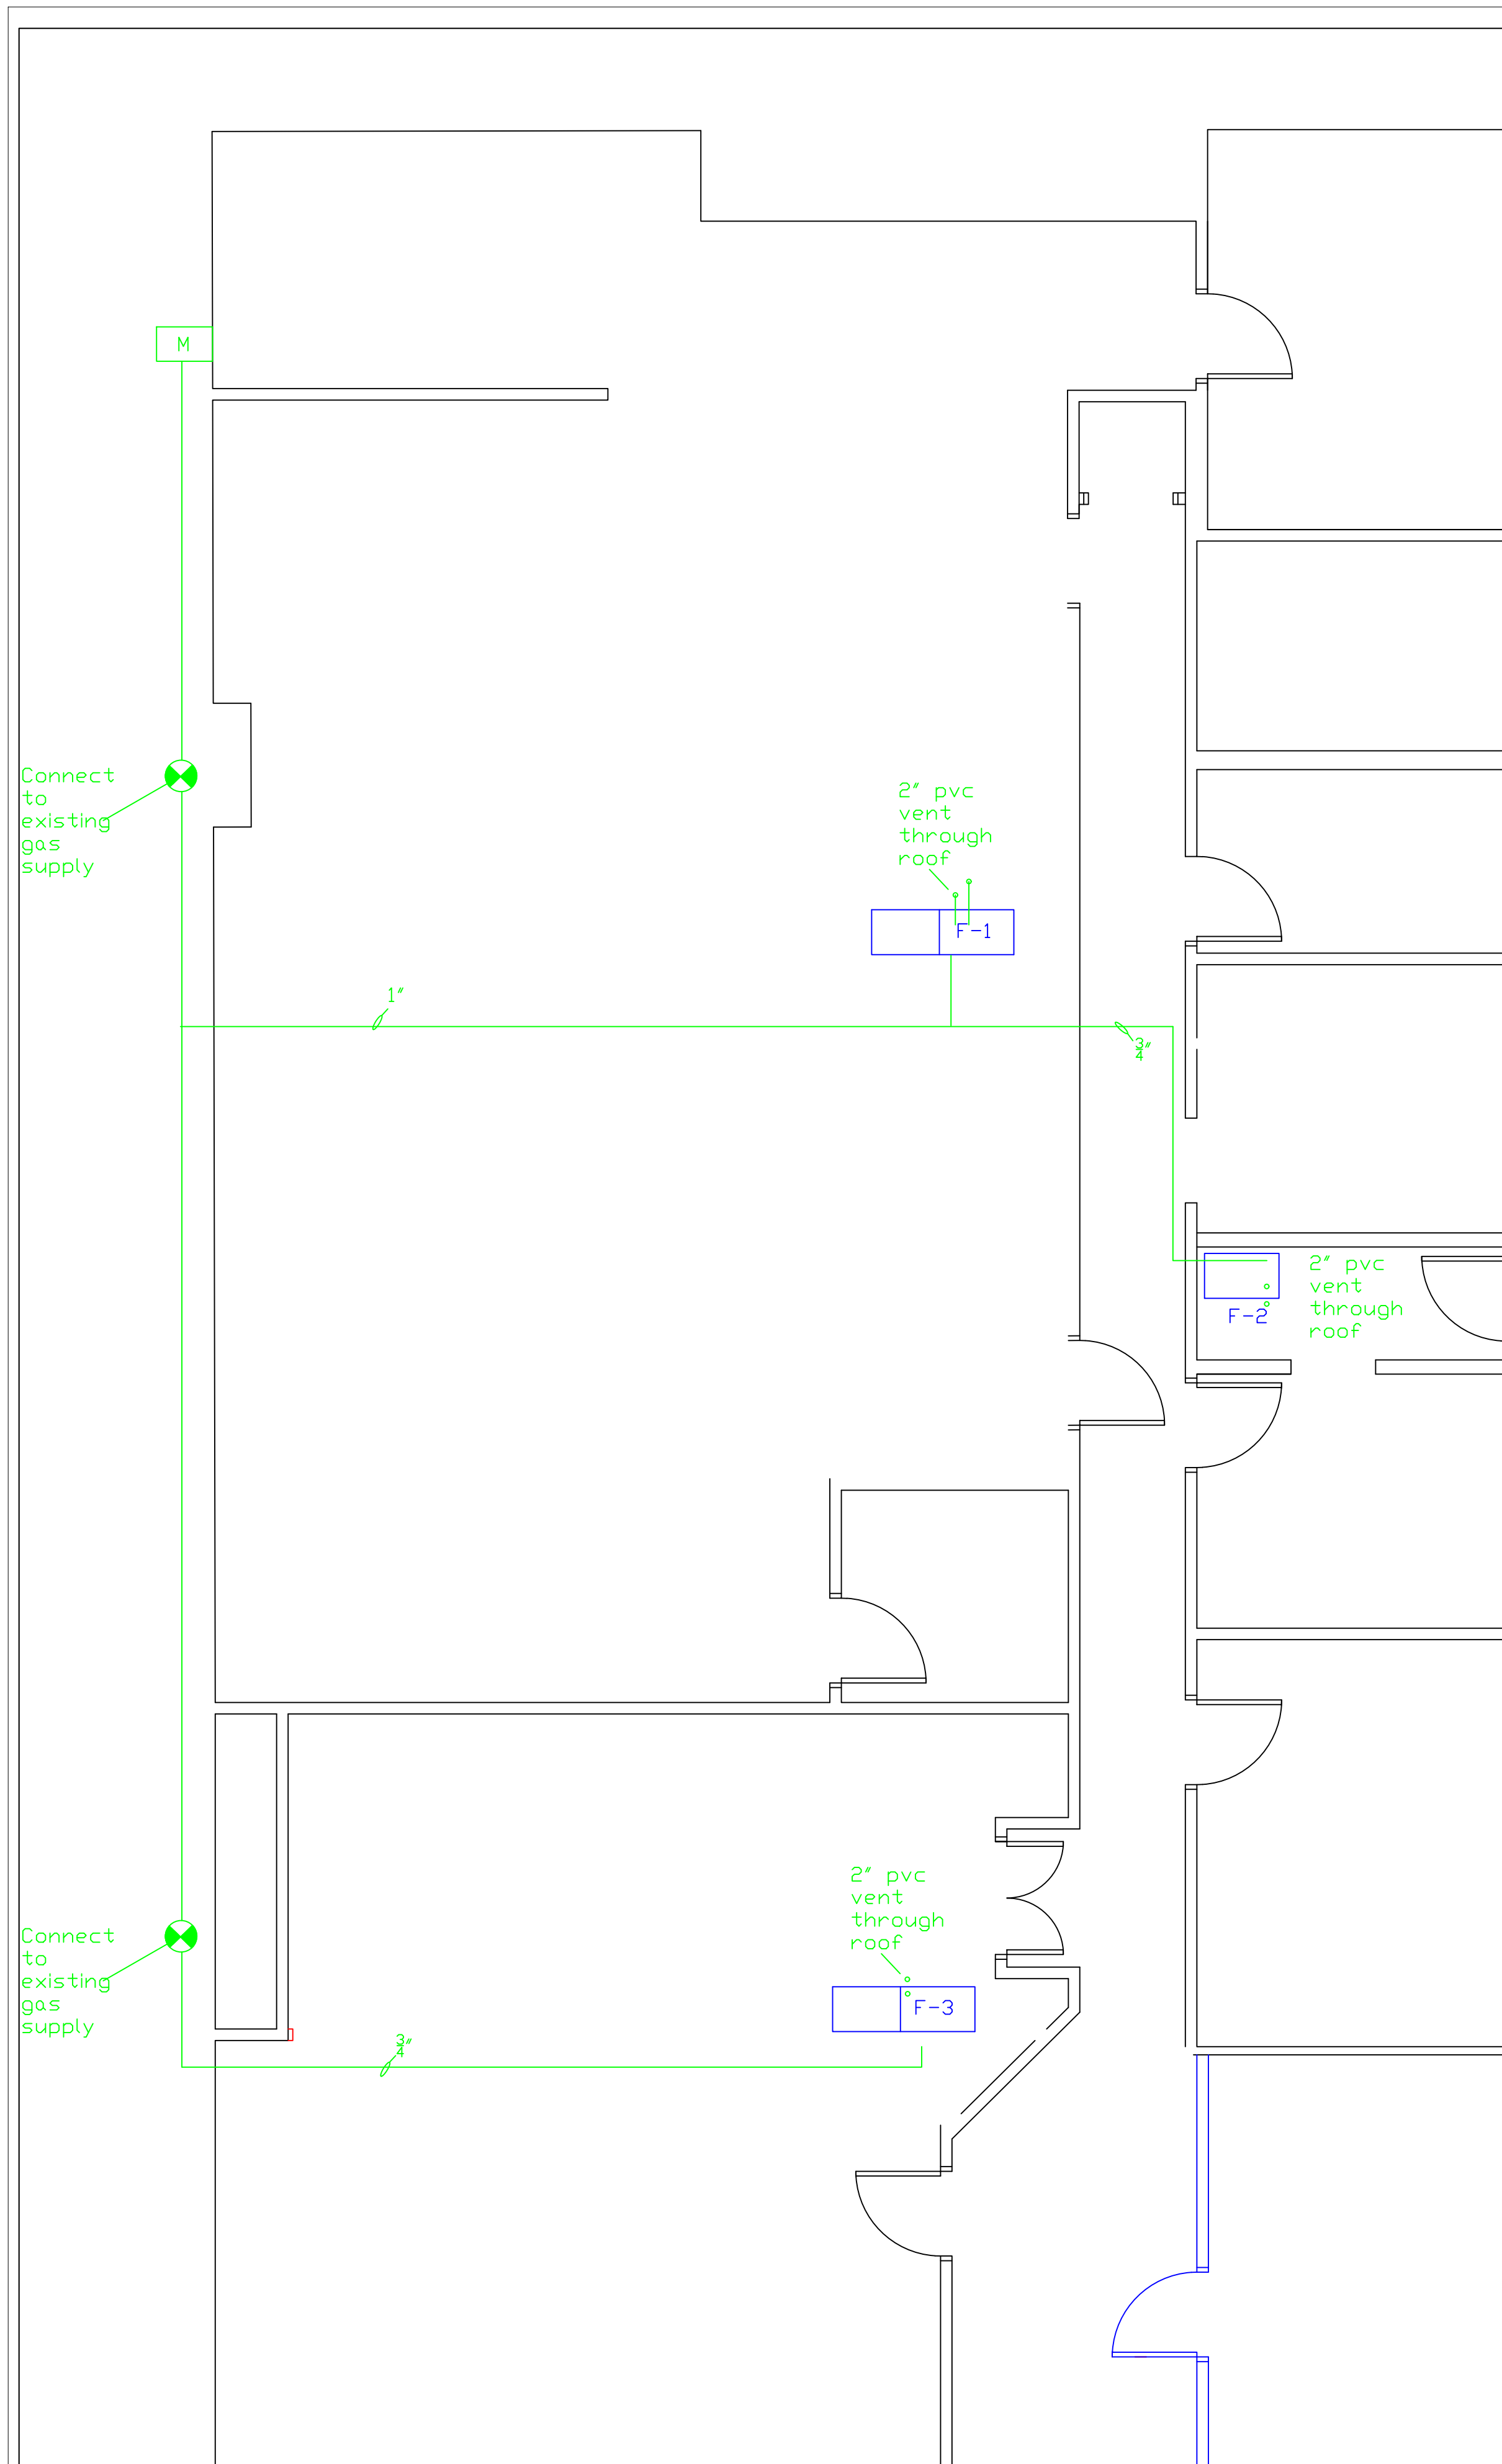 M
Connect
to
existing
gas
supply
2" pvc
vent
through
roof
F-1
1"
3/4"
2" pvc
vent
through
roof
F-2
2" pvc
vent
through
roof
F-3
Connect
to
existing
gas
supply
3/4"